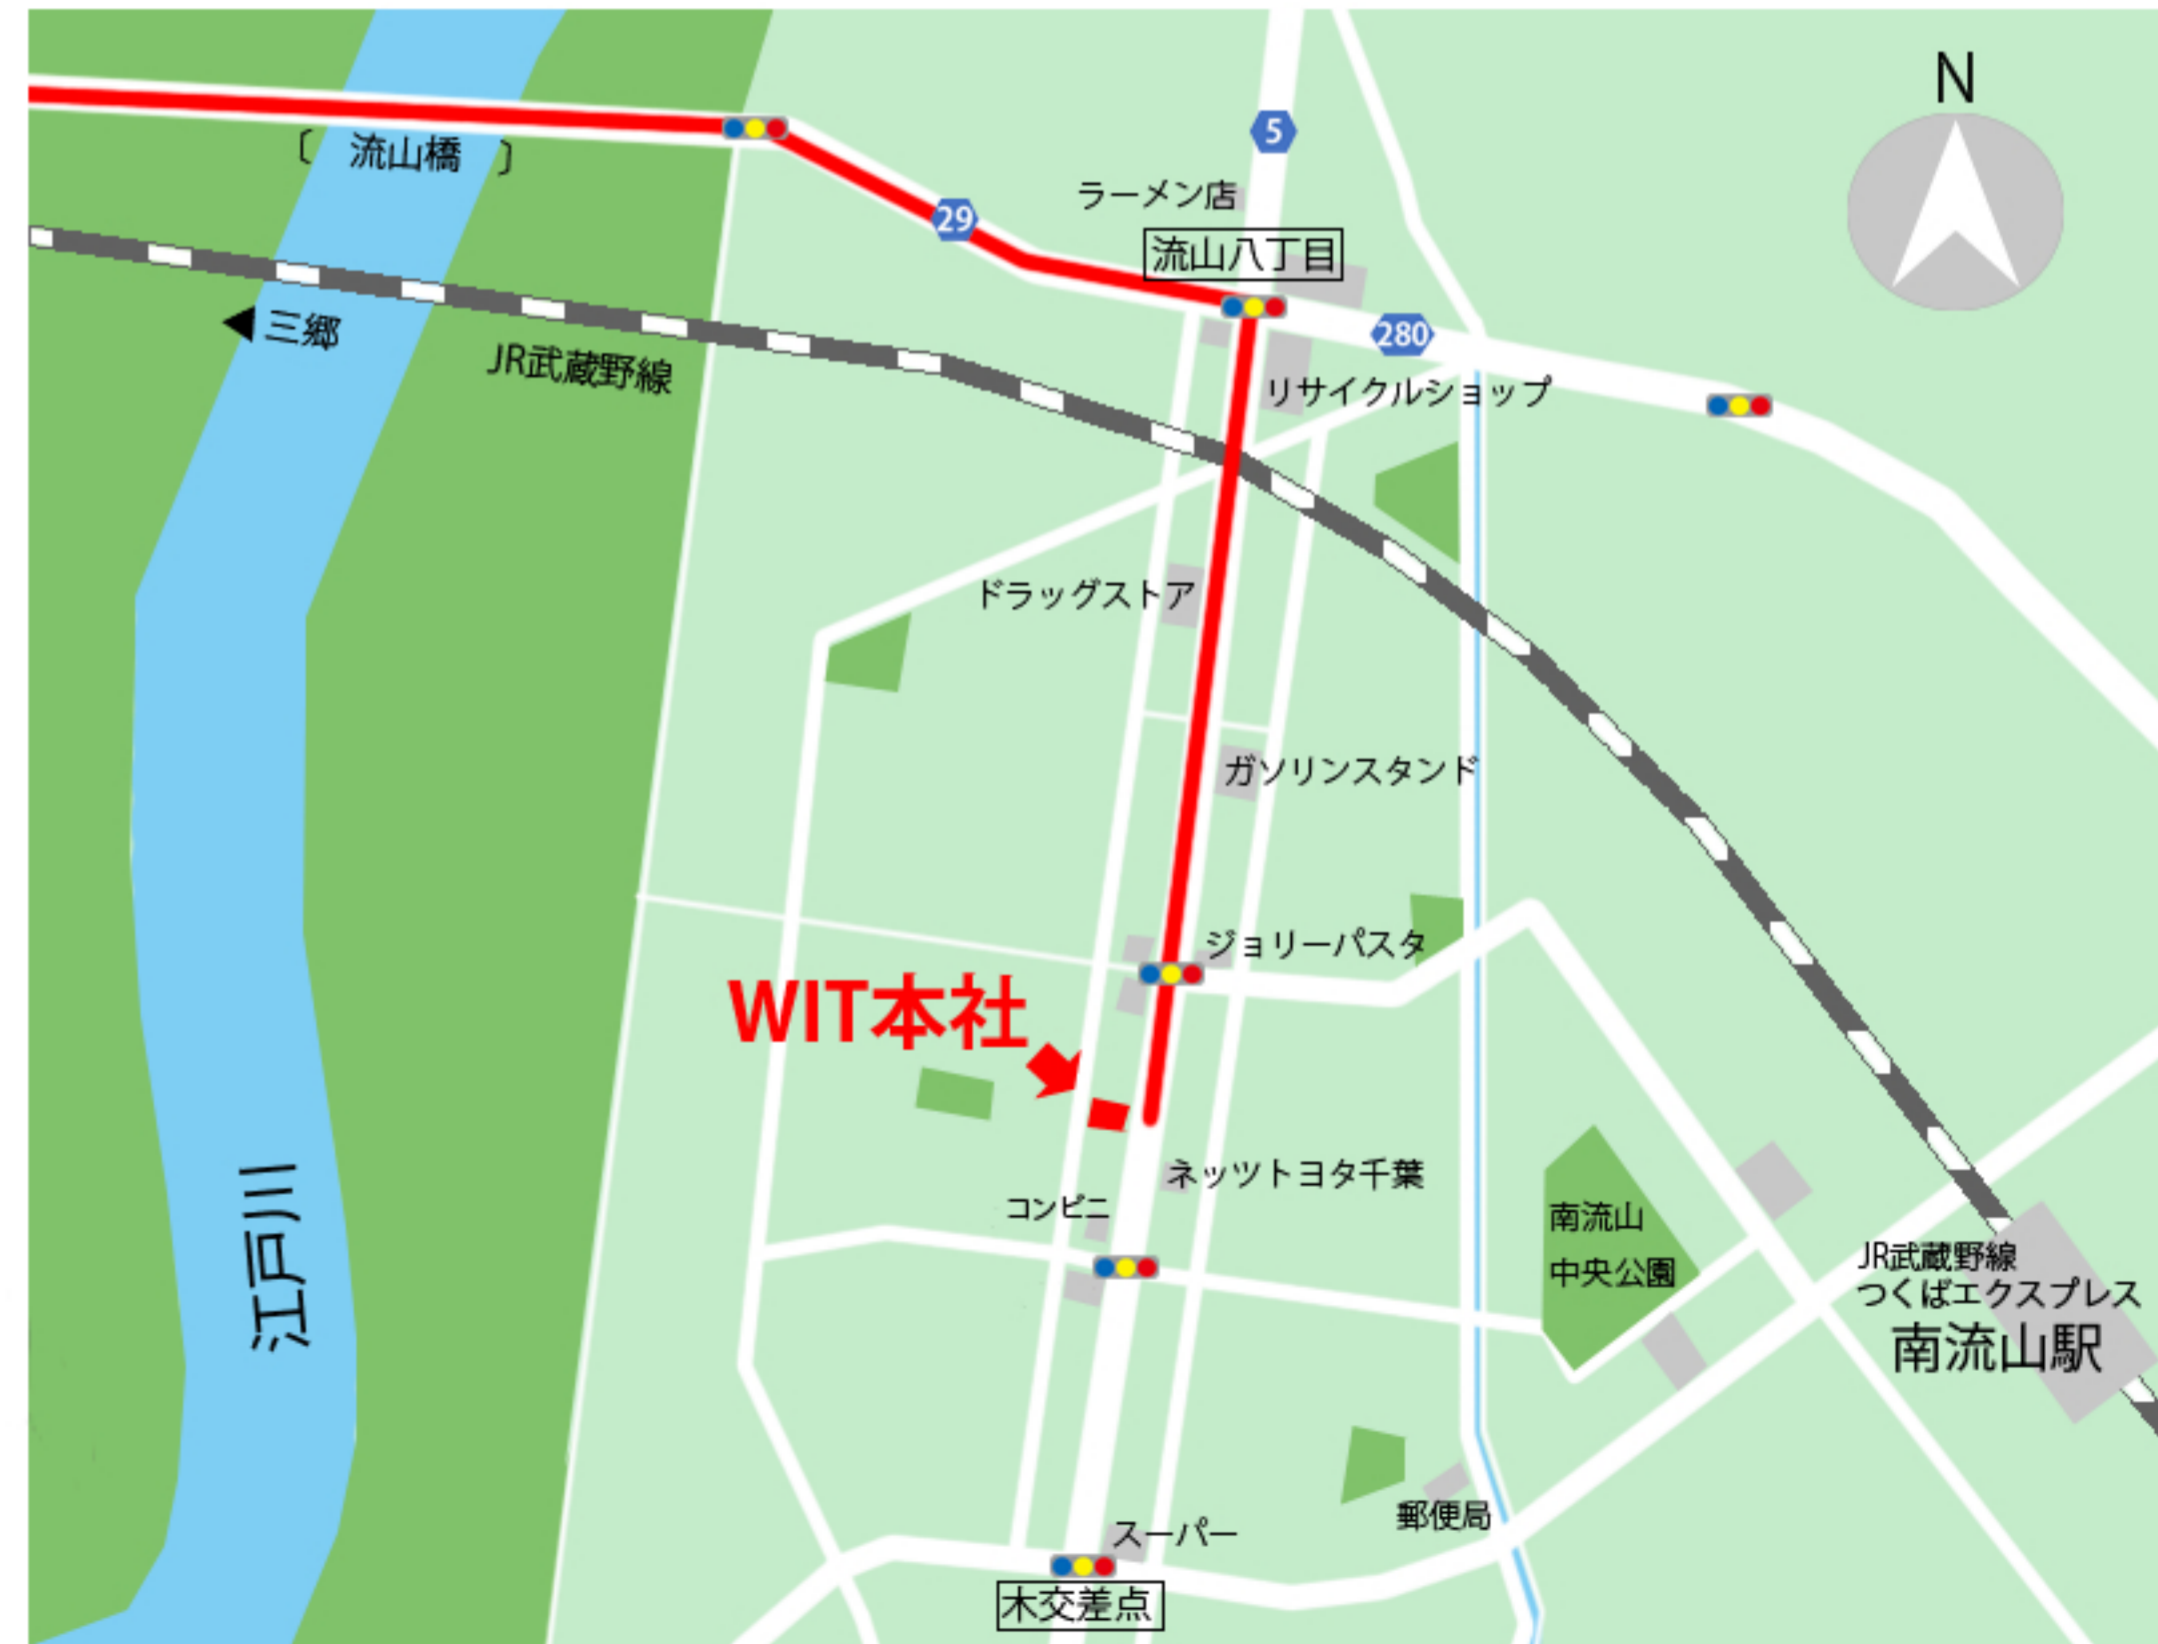 N
5
〔　流山橋　〕
ラーメン店
29
流山八丁目
三郷
280
JR武蔵野線
リサイクルショップ
ドラッグストア
ガソリンスタンド
ジョリーパスタ
WIT本社
ネッツトヨタ千葉
コンビニ
南流山
中央公園
江戸川
JR武蔵野線
つくばエクスプレス
南流山駅
郵便局
スーパー
木交差点